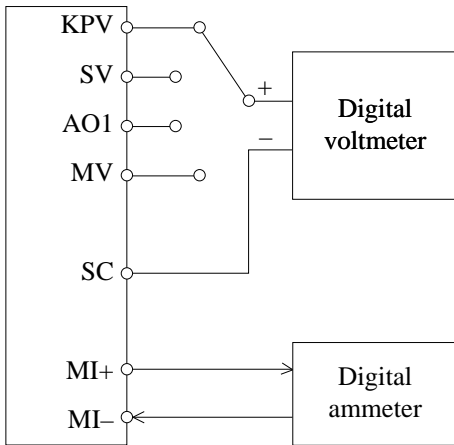 KPV
SV
AO1
MV
SC
MI+
MI–
+
–
Digital
voltmeter
Digital
ammeter